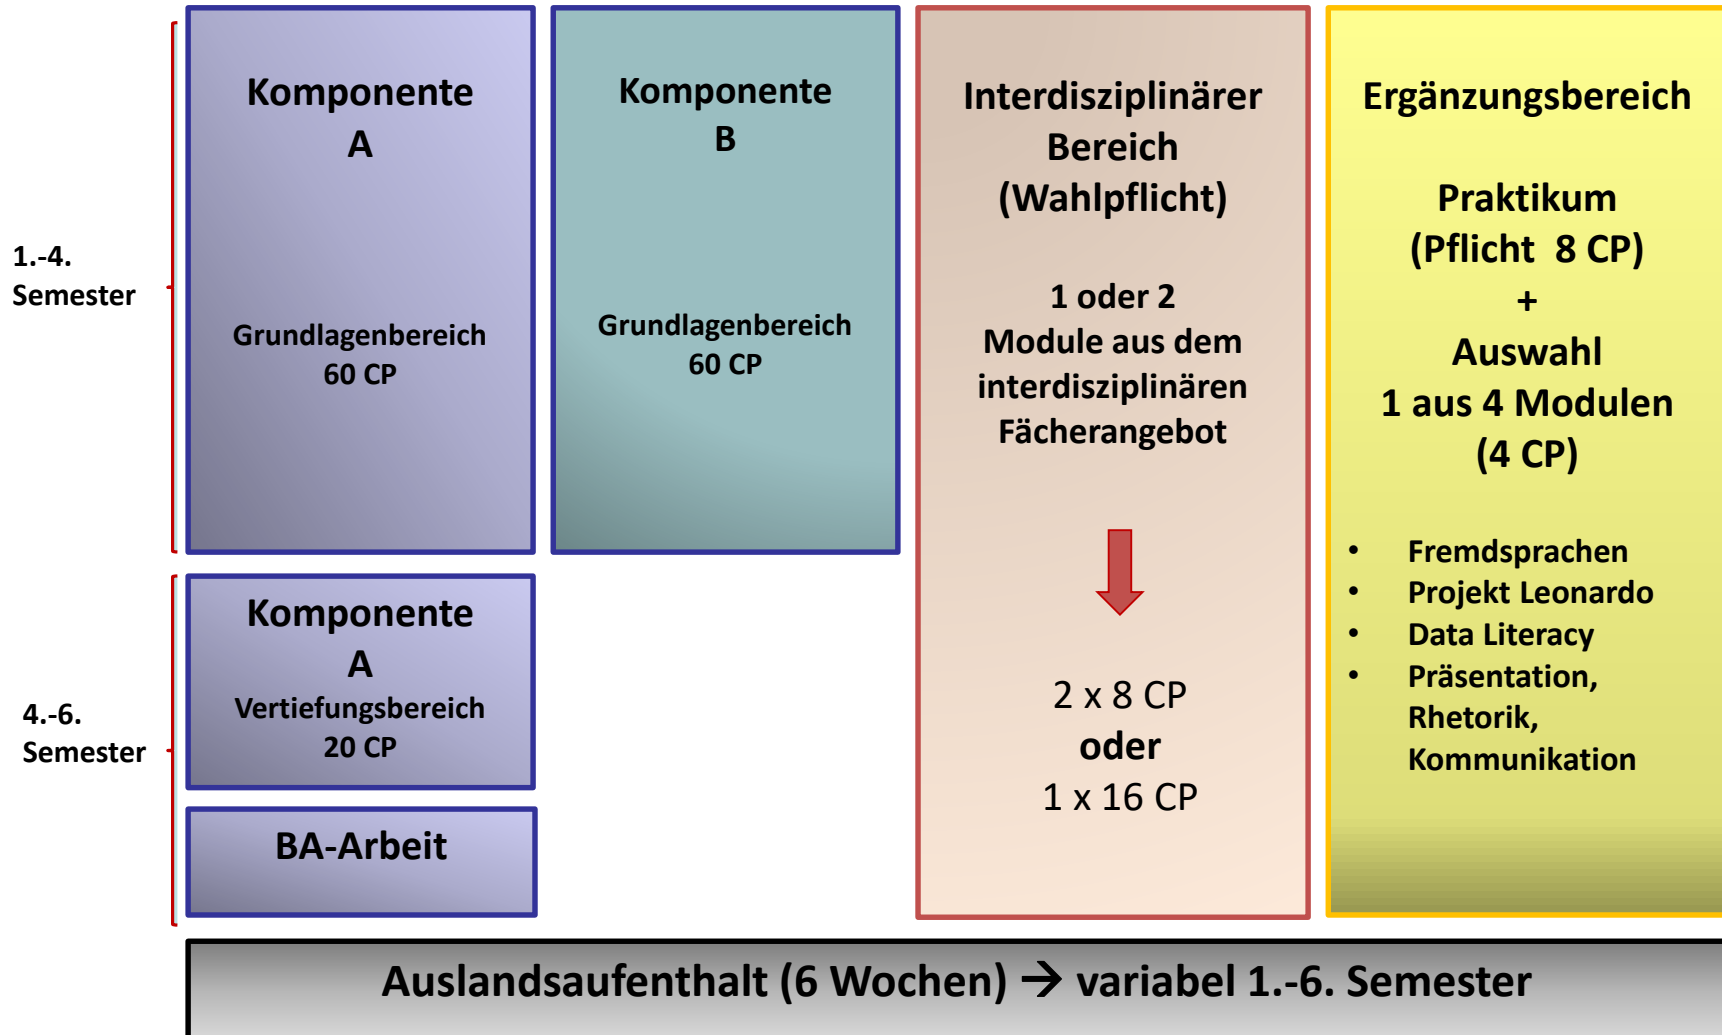 1.-4.
Semester
Komponente
A
Grundlagenbereich
60 CP
Komponente
B
Grundlagenbereich
60 CP
Interdisziplinärer
Bereich
(Wahlpflicht)
1 oder 2
Module aus dem
interdisziplinären
Fächerangebot
2 x 8 CP
oder
1 x 16 CP
Ergänzungsbereich
Praktikum
(Pflicht 8 CP)
+
Auswahl
1 aus 4 Modulen
(4 CP)
• Fremdsprachen
• Projekt Leonardo
• Data Literacy
• Präsentation,
Rhetorik,
Kommunikation
4.-6.
Semester
Komponente
A
Vertiefungsbereich
20 CP
BA-Arbeit
Auslandsaufenthalt (6 Wochen) → variabel 1.-6. Semester